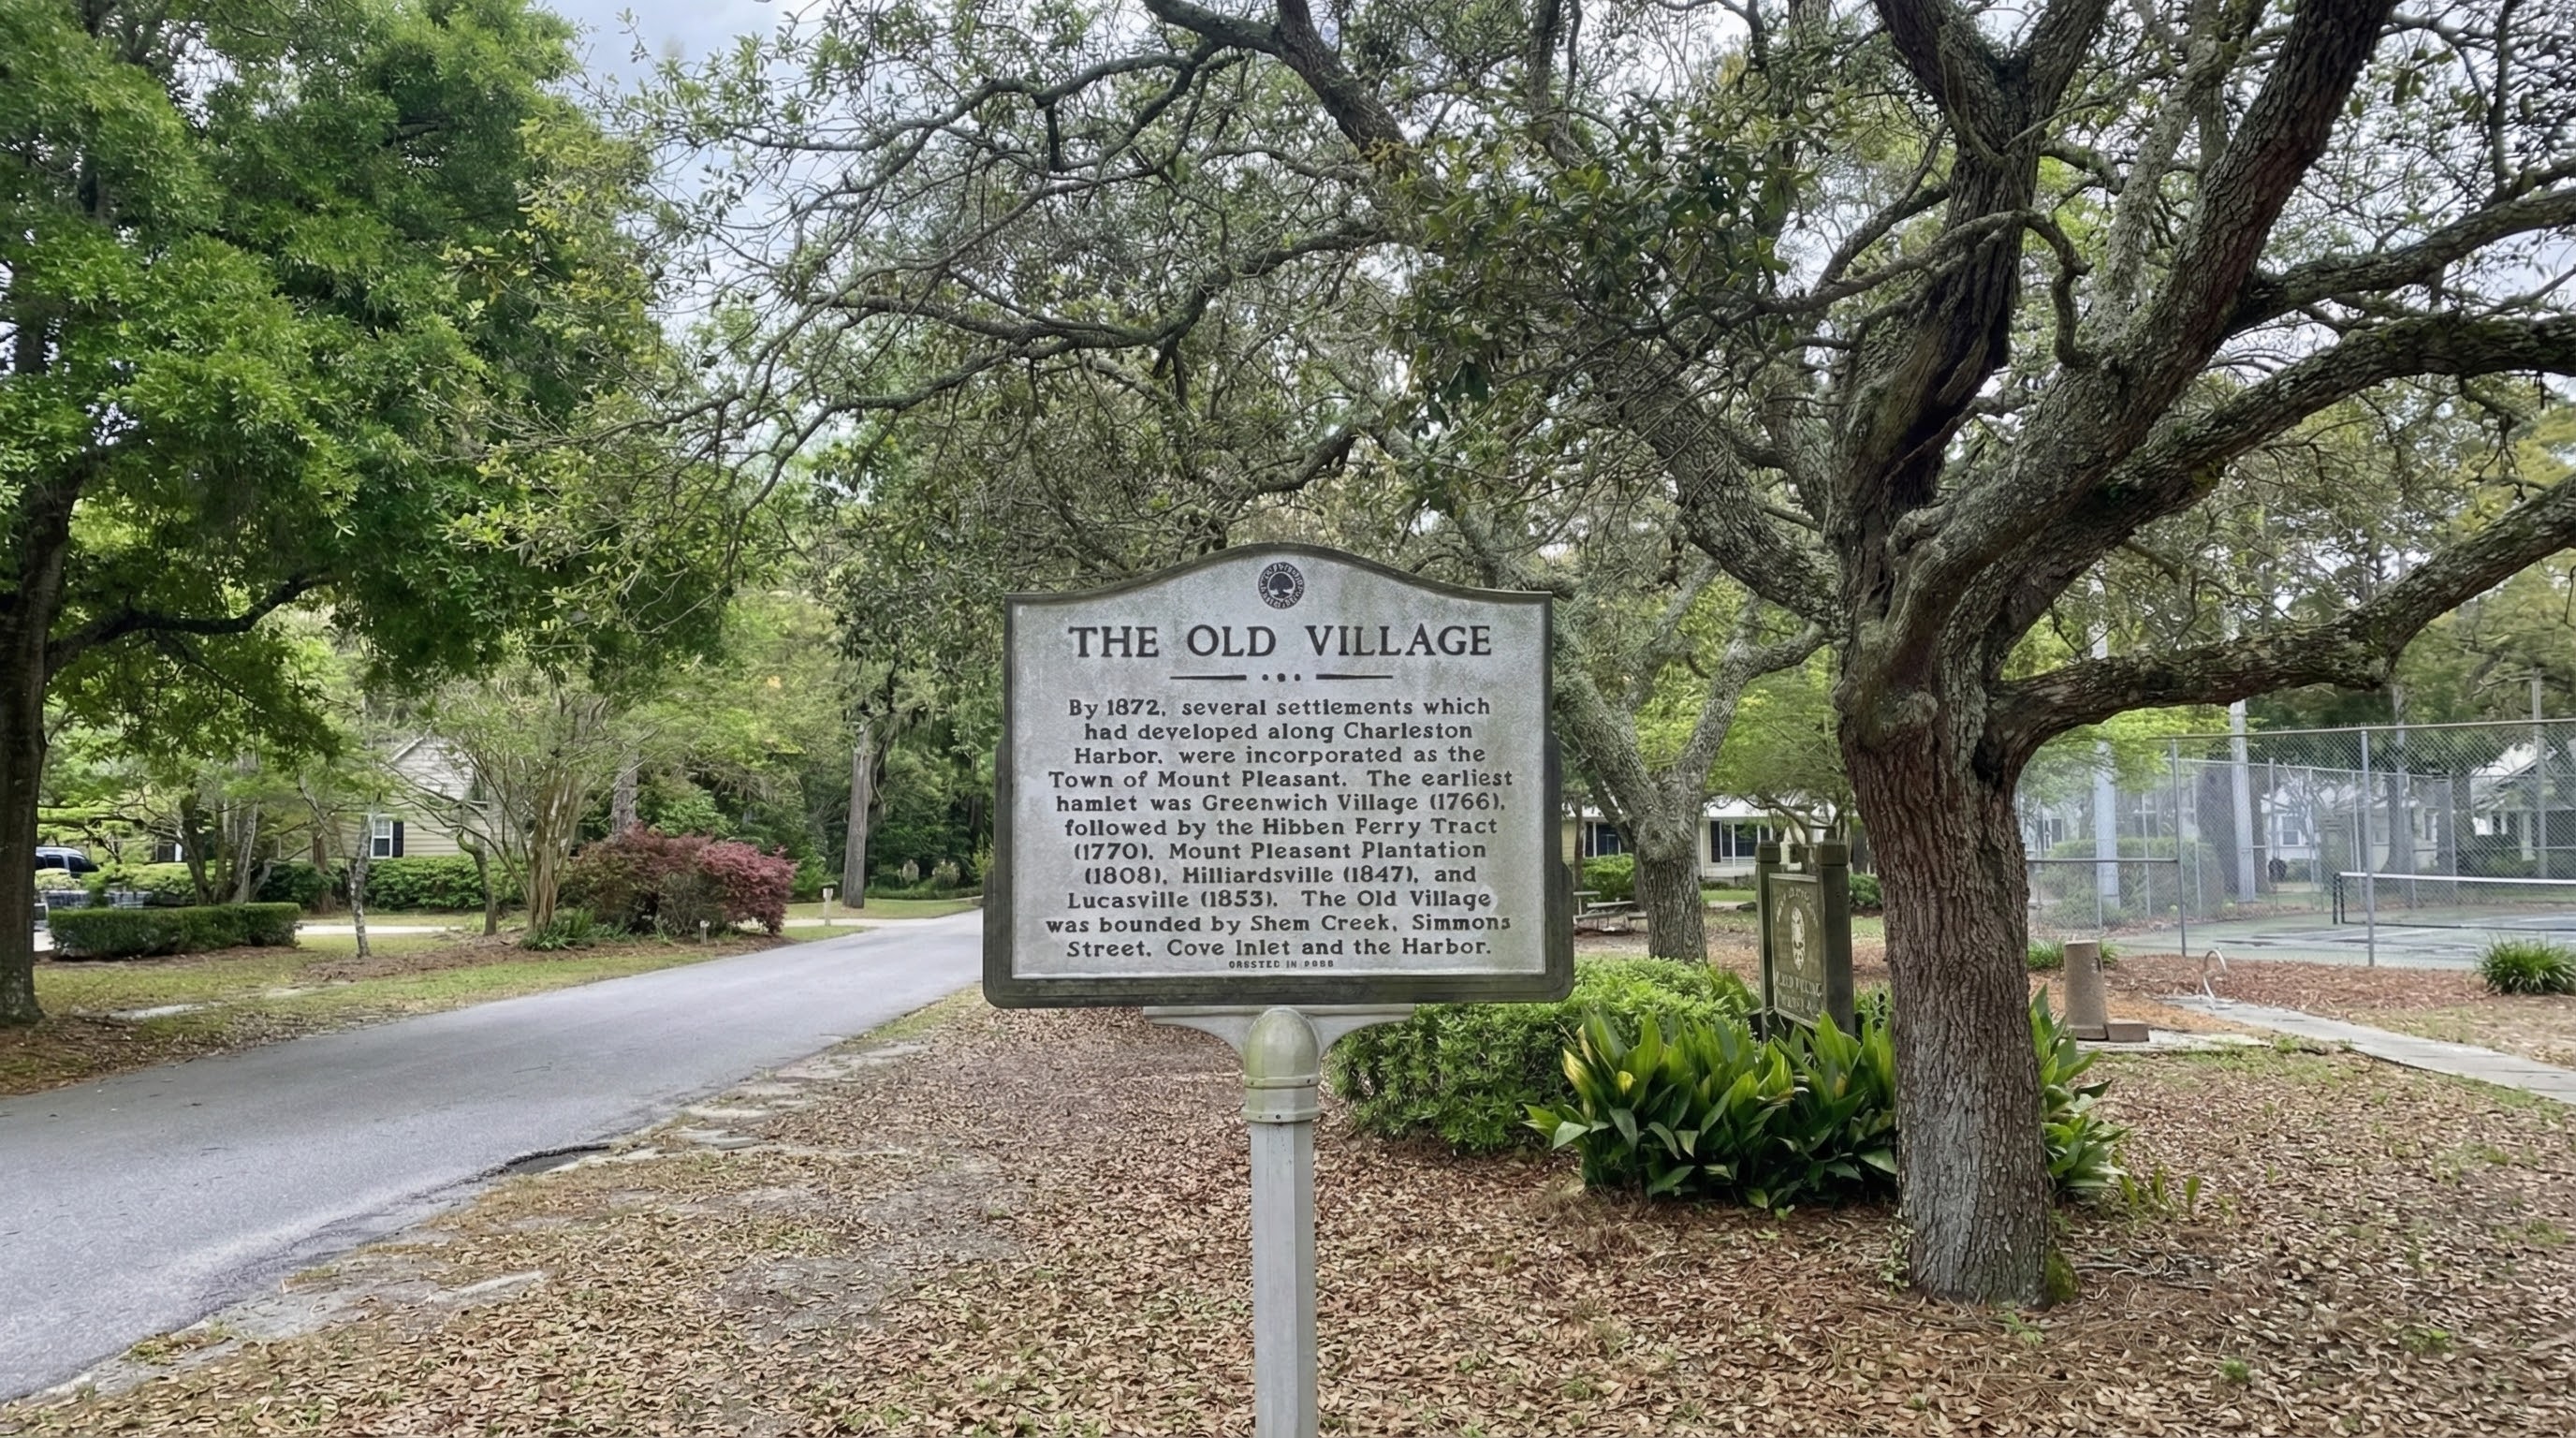 THE OLD VILLAGE
By 1872, several settlements which
had developed along Charleston
Harbor, were incorporated as the
Town of Mount Pleasant. The earliest
hamlet was Greenwich Village (1766),
followed by the Hibben Ferry Tract
(1770), Mount Pleasent Plantation
(1808), Hilliardsville (1847), and
Lucasville (1853). The Old Village
was bounded by Shem Creek, Simmons
Street, Cove Inlet and the Harbor.